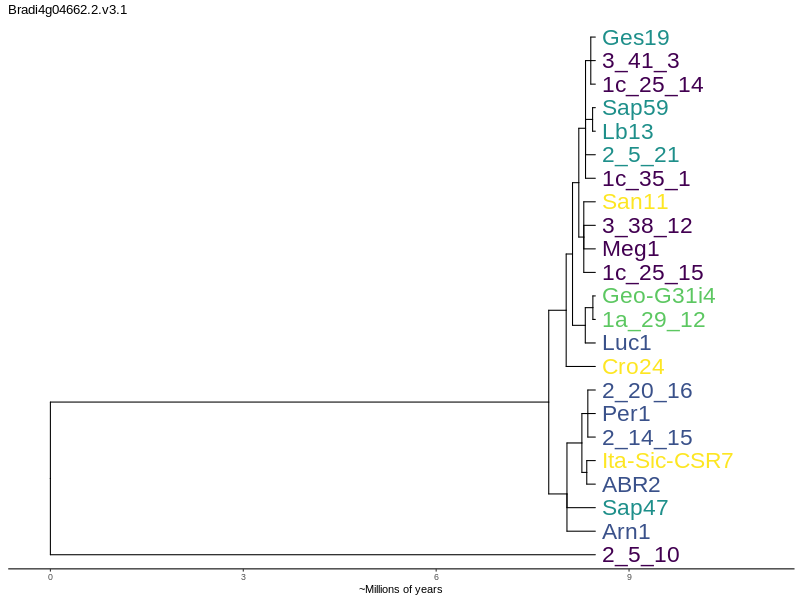 Bradi4g04662.2.v3.1
Ges19
3_41_3
1c_25_14
Sap59
Lb13
2_5_21
1c_35_1
San11
3_38_12
Meg1
1c_25_15
Geo-G31i4
1a_29_12
Luc1
Cro24
2_20_16
Per1
2_14_15
Ita-Sic-CSR7
ABR2
Sap47
Arn1
2_5_10
0 3 6 9
~Millions of years